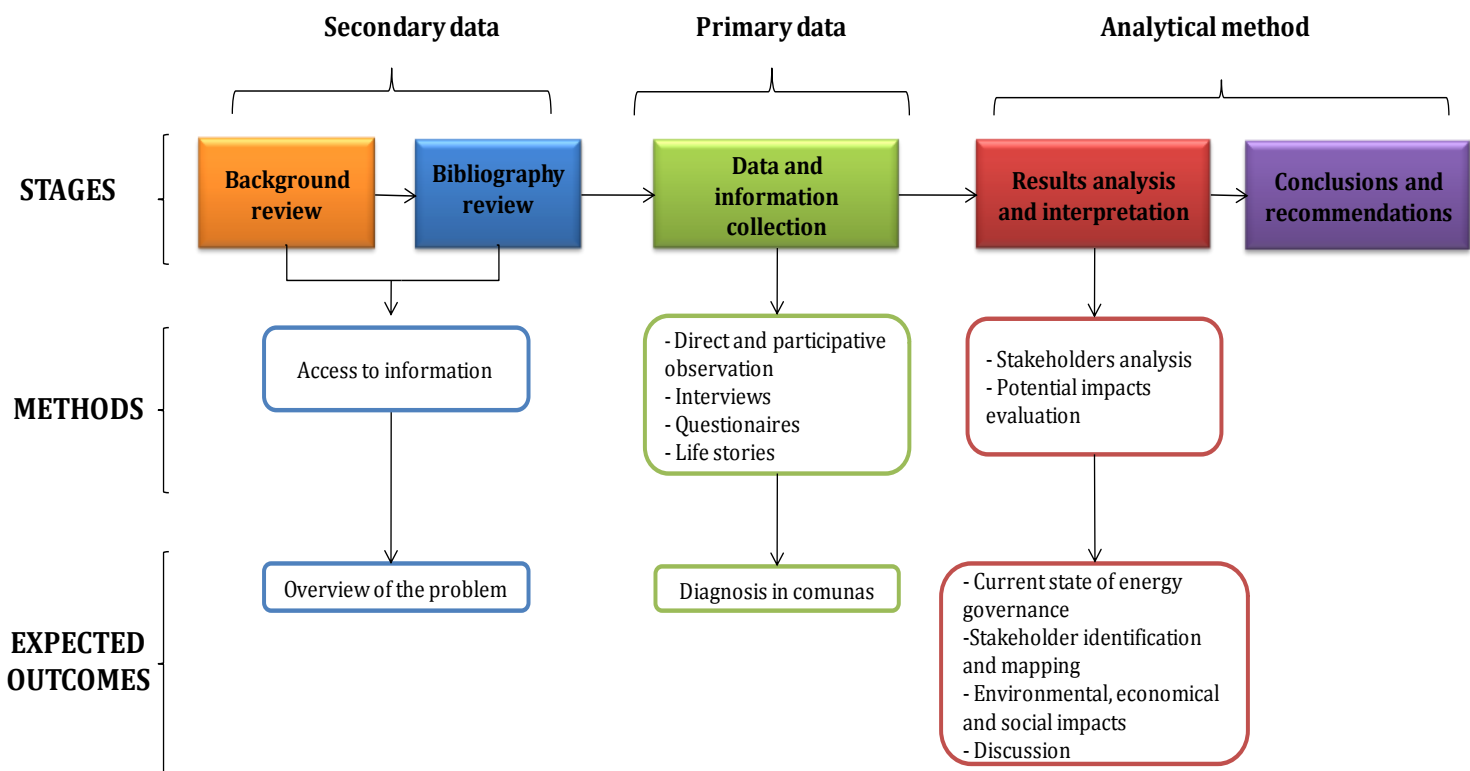 Secondary data
Primary data
Analytical method
STAGES
Background
review
Bibliography
review
Data and
information
collection
Results analysis
and interpretation
Conclusions and
recommendations
METHODS
Access to information
- Direct and participative
observation
- Interviews
- Questionaires
- Life stories
- Stakeholders analysis
- Potential impacts
evaluation
EXPECTED
OUTCOMES
Overview of the problem
Diagnosis in comunas
- Current state of energy
governance
-Stakeholder identification
and mapping
- Environmental, economical
and social impacts
- Discussion